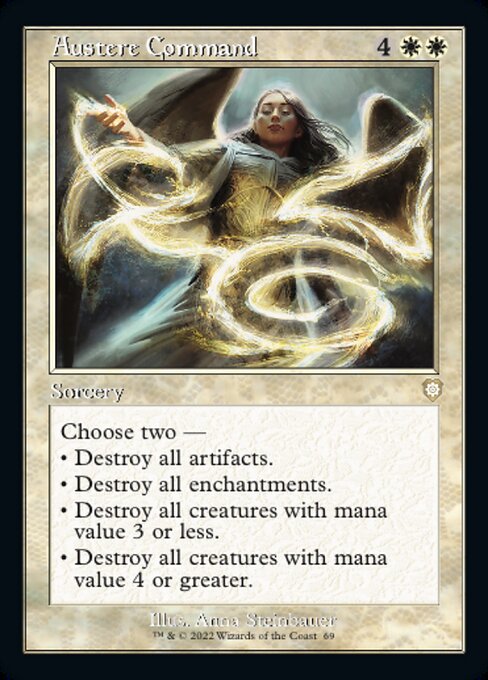 Austere Command 4
Sorcery
Choose two —
• Destroy all artifacts.
• Destroy all enchantments.
• Destroy all creatures with mana
value 3 or less.
• Destroy all creatures with mana
value 4 or greater.
Illus. Anna Steinbauer
™ & © 2022 Wizards of the Coast 69